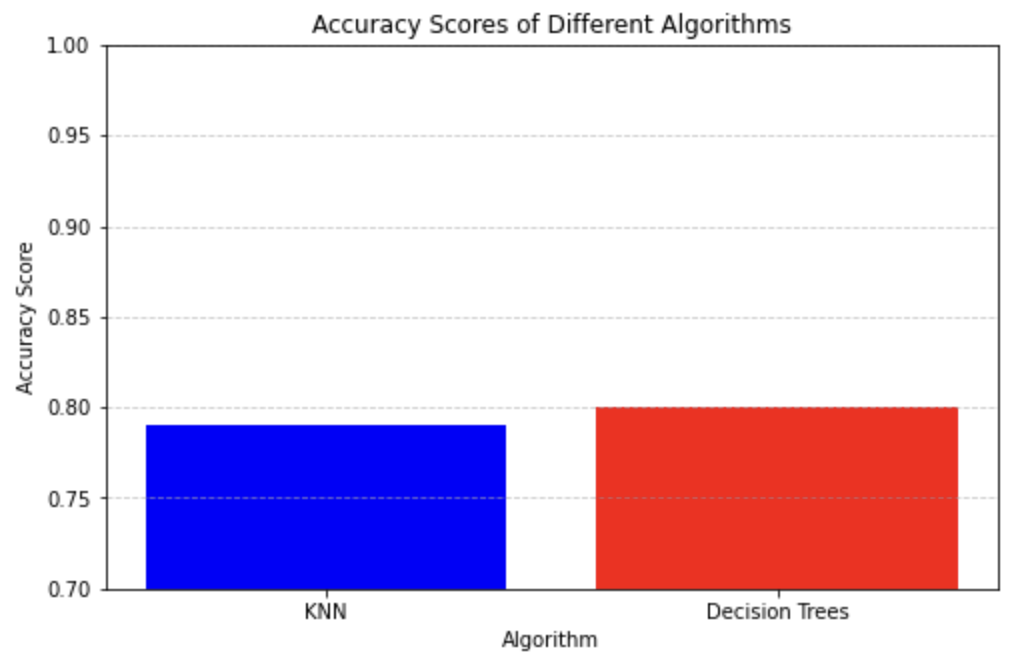 Accuracy Scores of Different Algorithms
1.00
0.95
0.90
0.85
0.80
0.75
0.70
Accuracy Score
KNN
Decision Trees
Algorithm